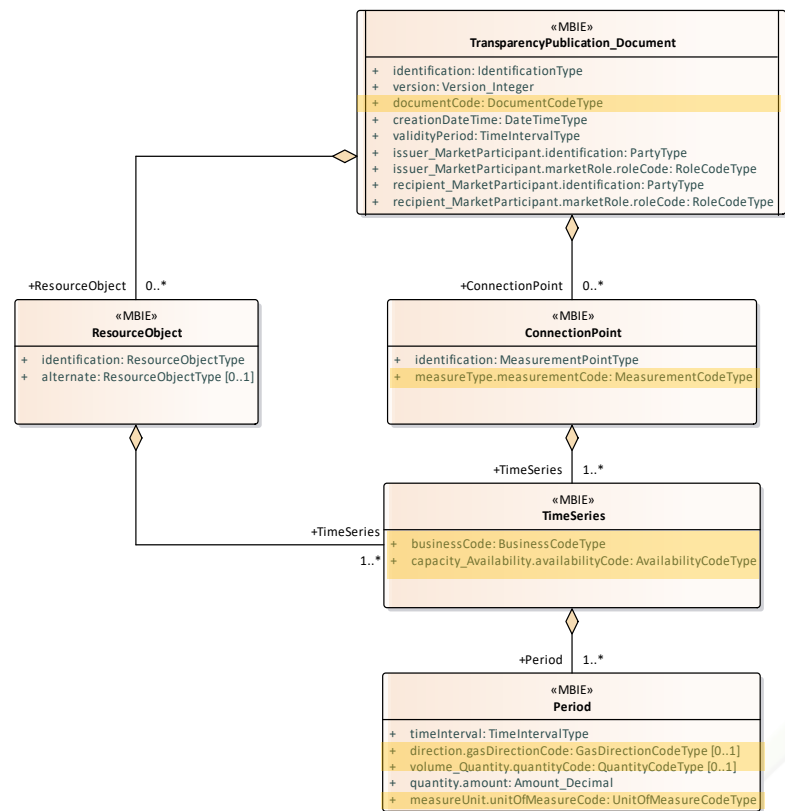 «MBIE»
TransparencyPublication_Document
+ identification: IdentificationType
+ version: Version_Integer
+ documentCode: DocumentCodeType
+ creationDateTime: DateTimeType
+ validityPeriod: TimeIntervalType
+ issuer_MarketParticipant.identification: PartyType
+ issuer_MarketParticipant.marketRole.roleCode: RoleCodeType
+ recipient_MarketParticipant.identification: PartyType
+ recipient_MarketParticipant.marketRole.roleCode: RoleCodeType
+ResourceObject 0..*
+ConnectionPoint 0..*
«MBIE»
ResourceObject
+ identification: ResourceObjectType
+ alternate: ResourceObjectType [0..1]
«MBIE»
ConnectionPoint
+ identification: MeasurementPointType
+ measureType.measurementCode: MeasurementCodeType
+TimeSeries 1..*
+TimeSeries
1..*
«MBIE»
TimeSeries
+ businessCode: BusinessCodeType
+ capacity_Availability.availabilityCode: AvailabilityCodeType
+Period 1..*
«MBIE»
Period
+ timeInterval: TimeIntervalType
+ direction.gasDirectionCode: GasDirectionCodeType [0..1]
+ volume_Quantity.quantityCode: QuantityCodeType [0..1]
+ quantity.amount: Amount_Decimal
+ measureUnit.unitOfMeasureCode: UnitOfMeasureCodeType